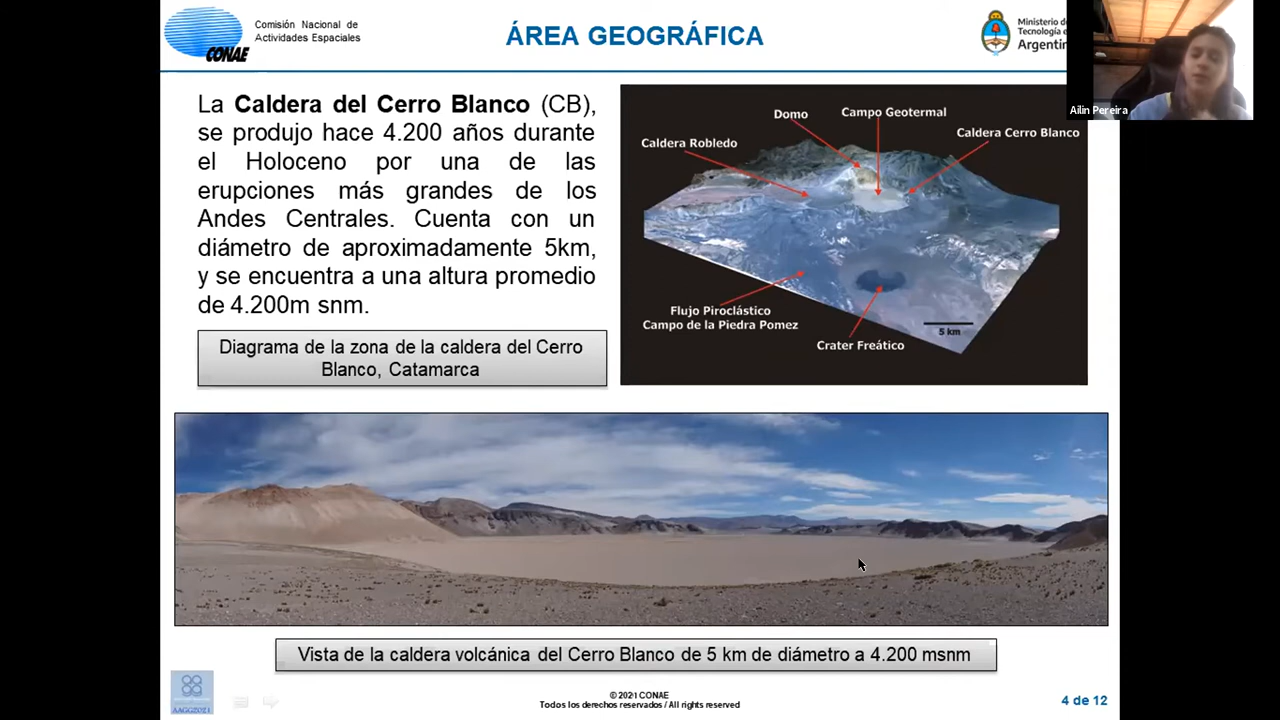 Comisión Nacional de
Actividades Espaciales
CONAE
ÁREA GEOGRÁFICA
Ministerio de
Tecnología e
Argentin
Ailin Pereira
La Caldera del Cerro Blanco (CB),
se produjo hace 4.200 años durante
el Holoceno por una de las
erupciones más grandes de los
Andes Centrales. Cuenta con un
diámetro de aproximadamente 5km,
y se encuentra a una altura promedio
de 4.200m snm.
Diagrama de la zona de la caldera del Cerro
Blanco, Catamarca
Domo
Campo Geotermal
Caldera Cerro Blanco
Caldera Robledo
Flujo Piroclástico
Campo de la Piedra Pomez
Crater Freático
5 km
Vista de la caldera volcánica del Cerro Blanco de 5 km de diámetro a 4.200 msnm
AAGG2021
© 2021 CONAE
Todos los derechos reservados / All rights reserved
4 de 12